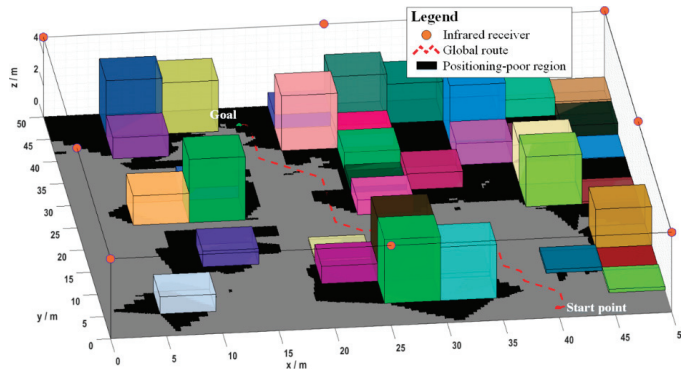 Legend
Infrared receiver
Global route
Positioning-poor region
z / m
4
2
0
50
45
40
35
30
25
20
15
10
5
0
y / m
Goal
Start point
0
5
10
15
20
25
30
35
40
45
5
x / m